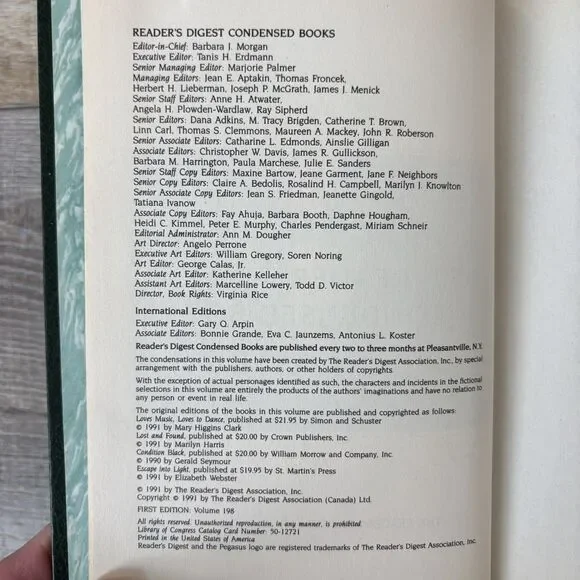 READER'S DIGEST CONDENSED BOOKS
Editor-in-Chief: Barbara J. Morgan
Executive Editor: Tanis H. Erdmann
Senior Managing Editor: Marjorie Palmer
Managing Editors: Jean E. Aptakin, Thomas Froncek,
Herbert H. Lieberman, Joseph P. McGrath, James J. Menick
Senior Staff Editors: Anne H. Atwater,
Angela H. Plowden-Wardlaw, Ray Sipherd
Senior Editors: Dana Adkins, M. Tracy Brigden, Catherine T. Brown,
Linn Carl, Thomas S. Clemmons, Maureen A. Mackey, John R. Roberson
Senior Associate Editors: Catharine L. Edmonds, Ainslie Gilligan
Associate Editors: Christopher W. Davis, James R. Gullickson,
Barbara M. Harrington, Paula Marchese, Julie E. Sanders
Senior Staff Copy Editors: Maxine Bartow, Jeane Garment, Jane F. Neighbors
Senior Copy Editors: Claire A. Bedolis, Rosalind H. Campbell, Marilyn J. Knowlton
Senior Associate Copy Editors: Jean S. Friedman, Jeanette Gingold,
Tatiana Ivanow
Associate Copy Editors: Fay Ahuja, Barbara Booth, Daphne Hougham,
Heidi C. Kimmel, Peter E. Murphy, Charles Pendergast, Miriam Schneir
Editorial Administrator: Ann M. Dougher
Art Director: Angelo Perrone
Executive Art Editors: William Gregory, Soren Noring
Art Editor: George Calas, Jr.
Associate Art Editor: Katherine Kelleher
Assistant Art Editors: Marcelline Lowery, Todd D. Victor
Director, Book Rights: Virginia Rice
International Editions
Executive Editor: Gary Q. Arpin
Associate Editors: Bonnie Grande, Eva C. Jaunzems, Antonius L. Koster
Reader's Digest Condensed Books are published every two to three months at Pleasantville, N.Y.
The condensations in this volume have been created by The Reader's Digest Association, Inc., by special
arrangement with the publishers, authors, or other holders of copyrights.
With the exception of actual personages identified as such, the characters and incidents in the fictional
selections in this volume are entirely the products of the authors' imaginations and have no relation to
any person or event in real life.
The original editions of the books in this volume are published and copyrighted as follows:
Loves Music, Loves to Dance, published at $21.95 by Simon and Schuster
© 1991 by Mary Higgins Clark
Lost and Found, published at $20.00 by Crown Publishers, Inc.
© 1991 by Marilyn Harris
Condition Black, published at $20.00 by William Morrow and Company, Inc.
© 1990 by Gerald Seymour
Escape into Light, published at $19.95 by St. Martin's Press
© 1991 by Elizabeth Webster
© 1991 by The Reader's Digest Association, Inc.
Copyright © 1991 by The Reader's Digest Association (Canada) Ltd.
FIRST EDITION: Volume 198
All rights reserved. Unauthorized reproduction, in any manner, is prohibited.
Library of Congress Catalog Card Number: 50-12721
Printed in the United States of America
Reader's Digest and the Pegasus logo are registered trademarks of The Reader's Digest Association, Inc.